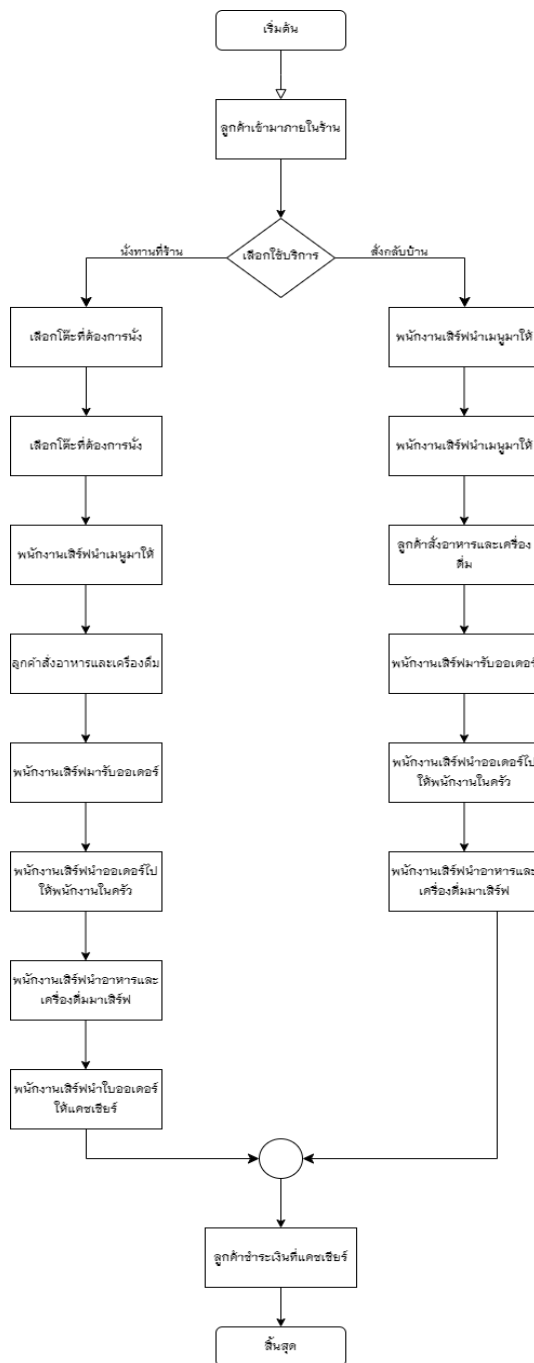 เริ่มต้น
ลูกค้าเข้ามาภายในร้าน
เลือกใช้บริการ
นั่งทานที่ร้าน
สั่งกลับบ้าน
เลือกโต๊ะที่ต้องการนั่ง
เลือกโต๊ะที่ต้องการนั่ง
พนักงานเสิร์ฟนำเมนูมาให้
ลูกค้าสั่งอาหารและเครื่องดื่ม
พนักงานเสิร์ฟมารับออเดอร์
พนักงานเสิร์ฟนำออเดอร์ไป
ให้พนักงานในครัว
พนักงานเสิร์ฟนำอาหารและ
เครื่องดื่มมาเสิร์ฟ
พนักงานเสิร์ฟนำใบออเดอร์
ให้แคชเชียร์
พนักงานเสิร์ฟนำเมนูมาให้
พนักงานเสิร์ฟนำเมนูมาให้
ลูกค้าสั่งอาหารและเครื่อง
ดื่ม
พนักงานเสิร์ฟมารับออเดอร์
พนักงานเสิร์ฟนำออเดอร์ไป
ให้พนักงานในครัว
พนักงานเสิร์ฟนำอาหารและ
เครื่องดื่มมาเสิร์ฟ
ลูกค้าชำระเงินที่แคชเชียร์
สิ้นสุด